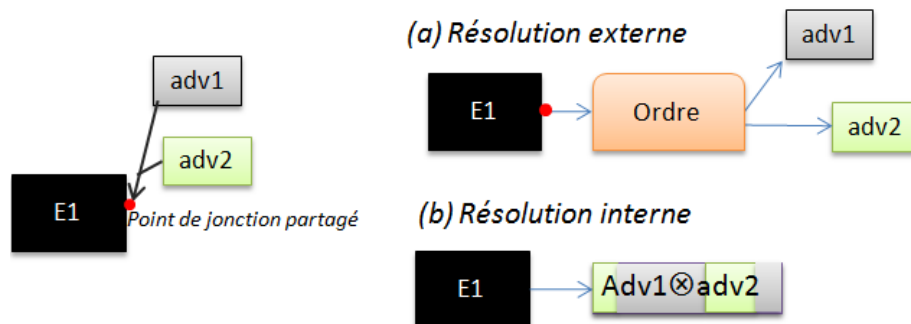 adv1
adv2
E1
Point de jonction partagé
(a) Résolution externe
adv1
E1
Ordre
adv2
(b) Résolution interne
E1
Adv1⊗adv2